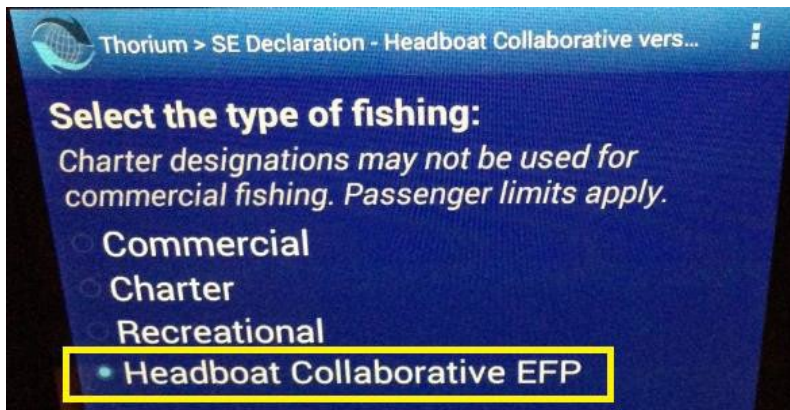 Thorium > SE Declaration - Headboat Collaborative vers...
Select the type of fishing:
Charter designations may not be used for
commercial fishing. Passenger limits apply.
Commercial
Charter
Recreational
Headboat Collaborative EFP